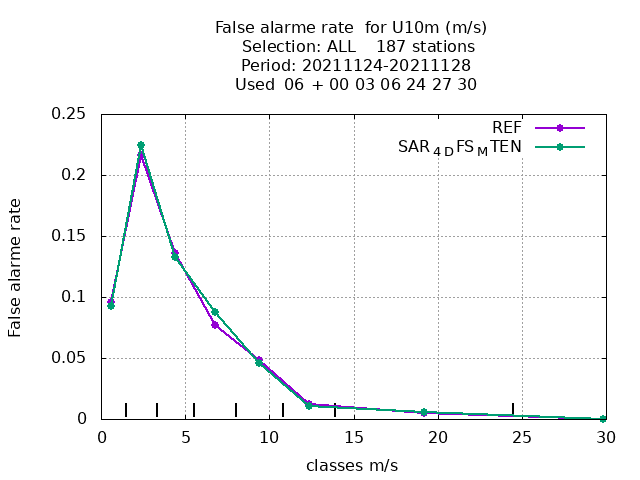 False alarme rate  for U10m (m/s)
Selection: ALL    187 stations
Period: 20211124-20211128
Used  06  + 00 03 06 24 27 30
0.25
0.2
0.15
0.1
0.05
0
False alarme rate
REF
SAR4DFSMTEN
0 5 10 15 20 25 30
classes m/s